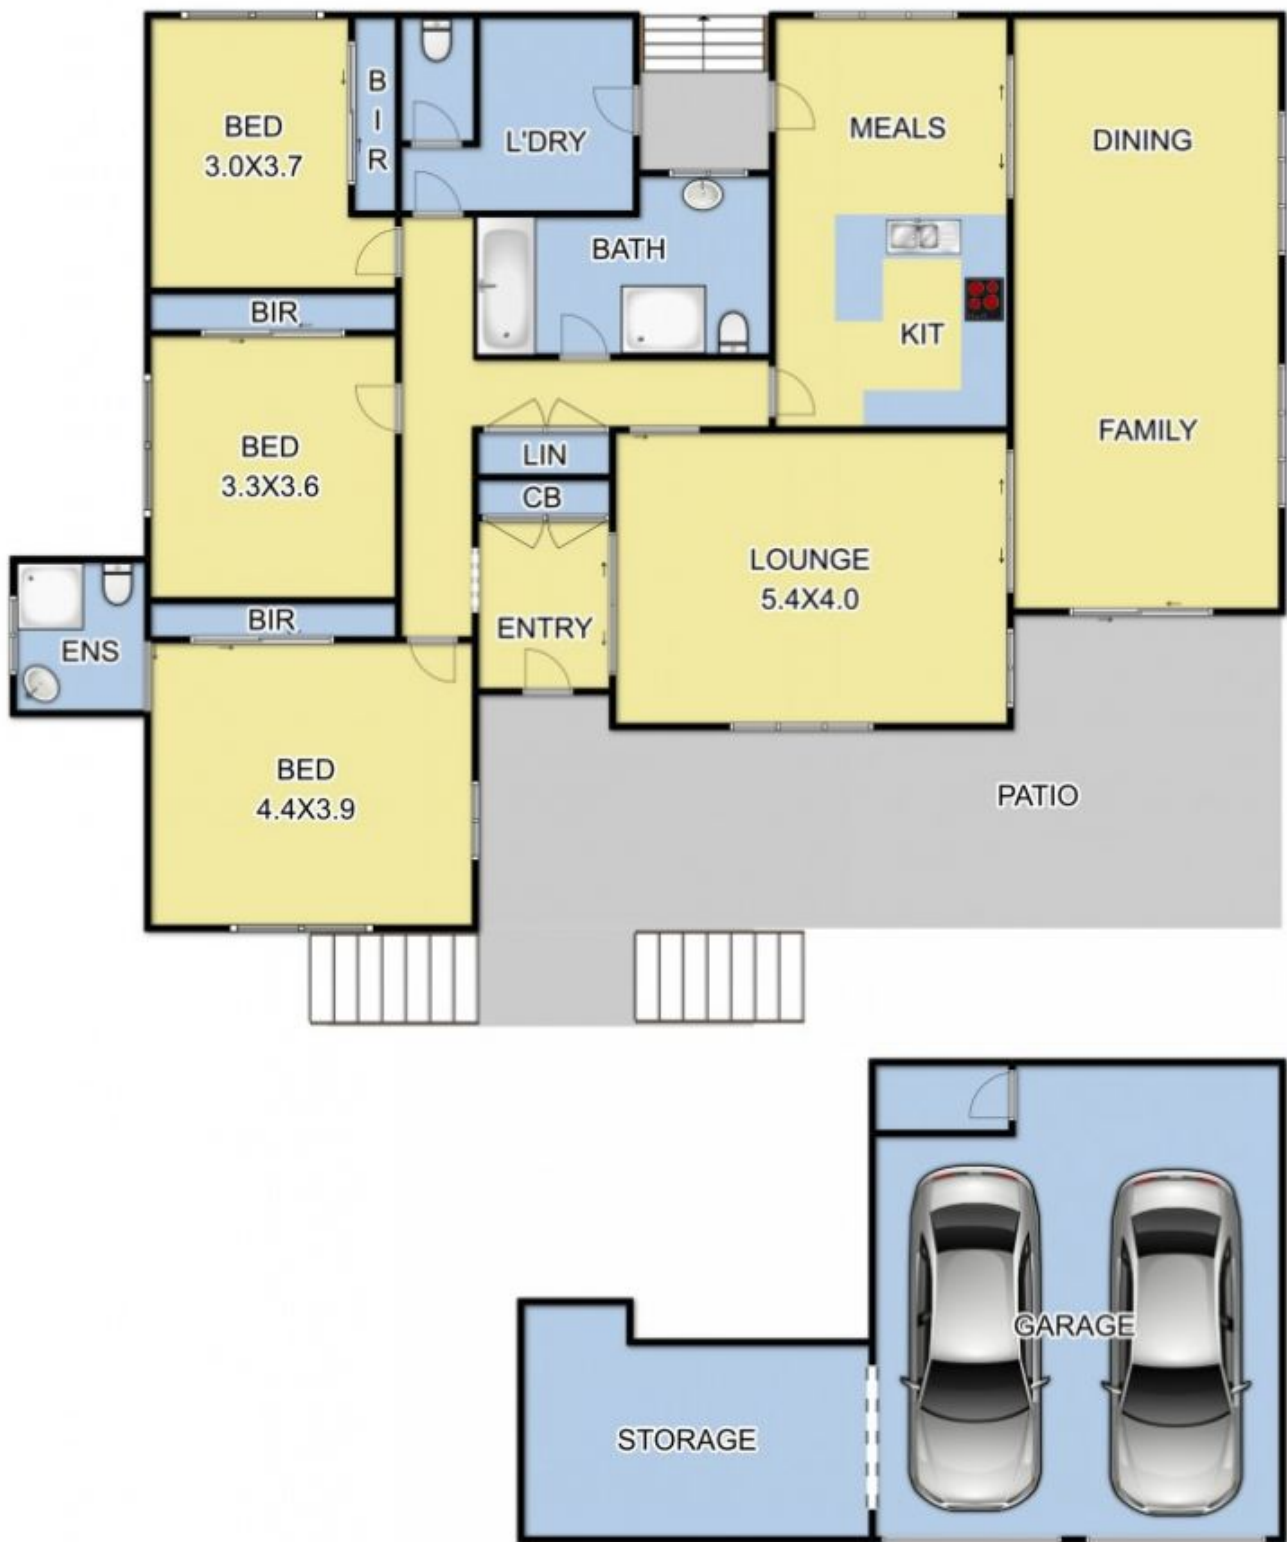 BED
3.0X3.7
B
I
R
L'DRY
MEALS
DINING
BATH
BIR
KIT
BED
3.3X3.6
LIN
CB
FAMILY
LOUNGE
5.4X4.0
BIR
ENTRY
ENS
BED
4.4X3.9
PATIO
GARAGE
STORAGE